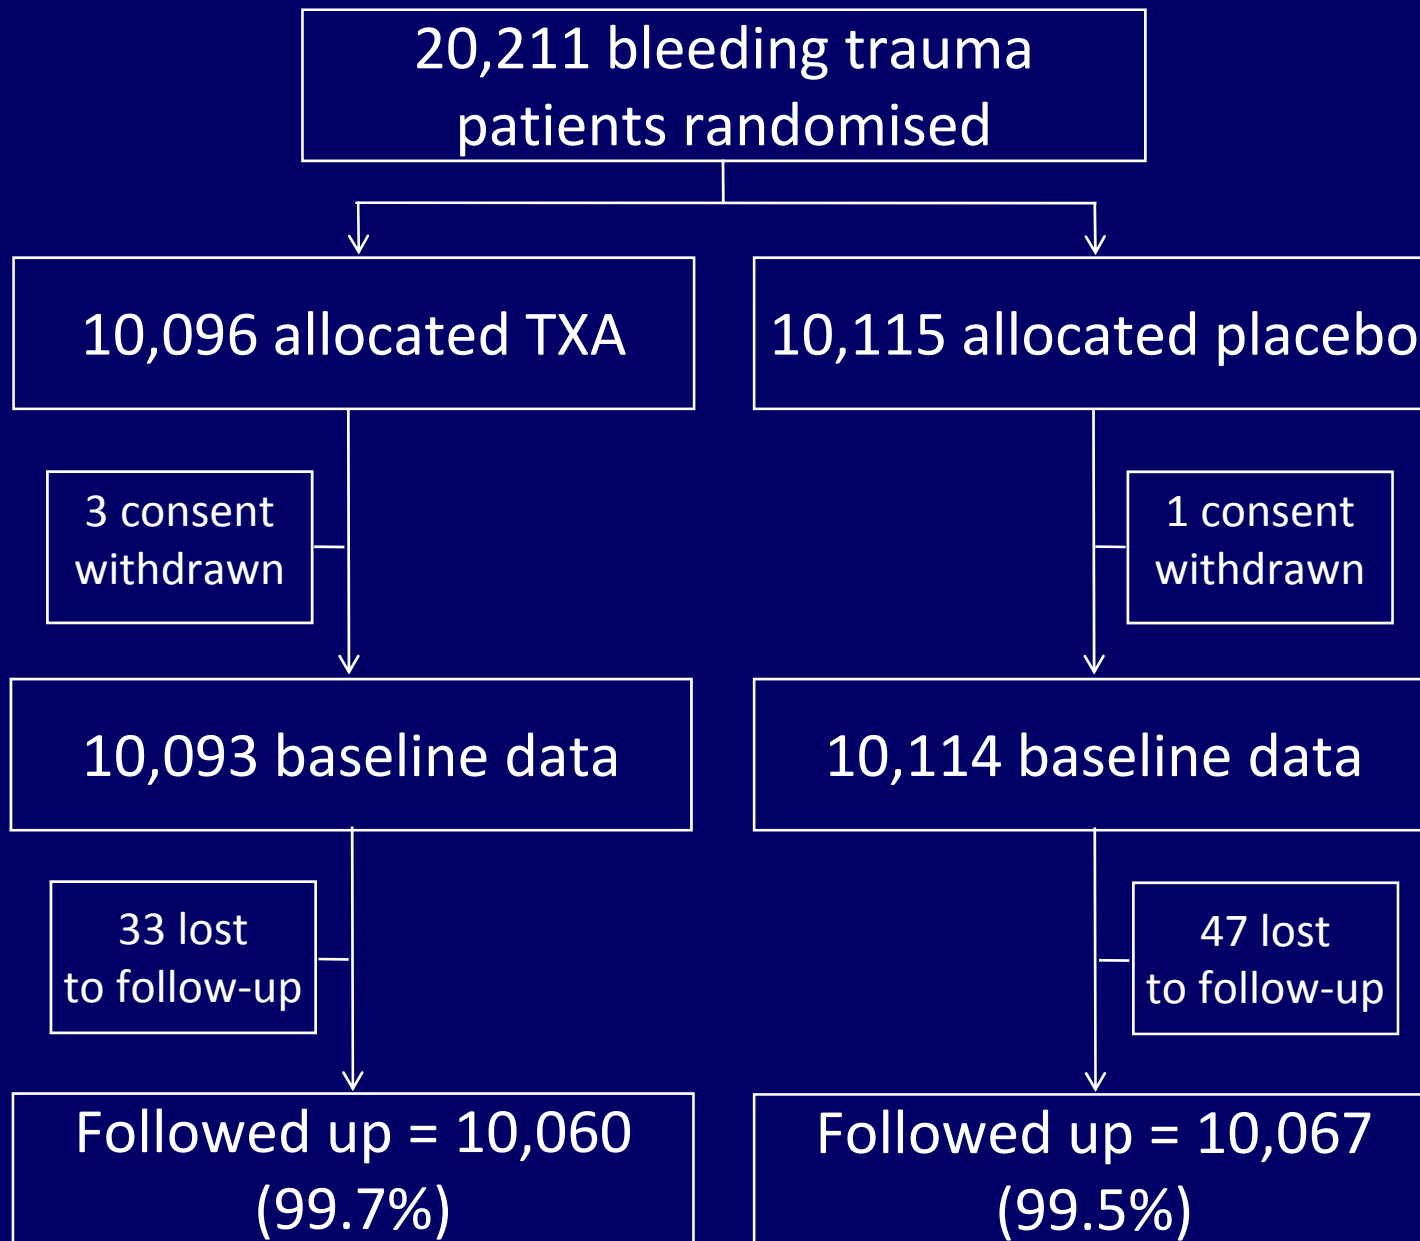 20,211 bleeding trauma
patients randomised
10,096 allocated TXA
10,115 allocated placebo
3 consent
withdrawn
1 consent
withdrawn
10,093 baseline data
10,114 baseline data
33 lost
to follow-up
47 lost
to follow-up
Followed up = 10,060
(99.7%)
Followed up = 10,067
(99.5%)